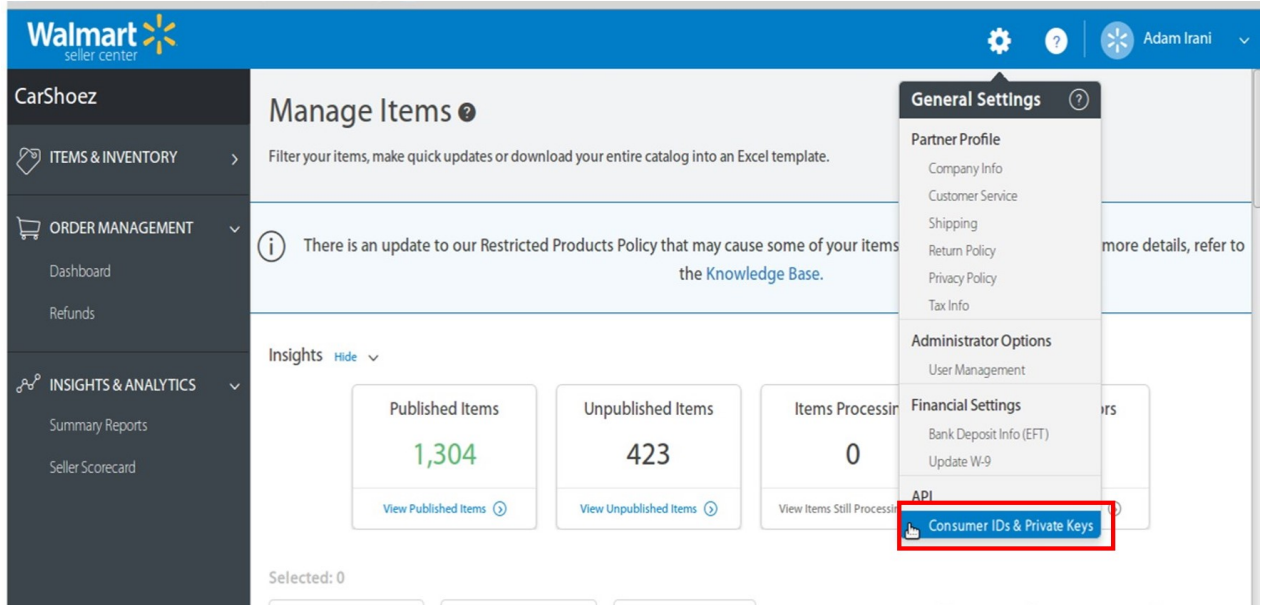 Walmart
seller center
?
Adam Irani
CarShoez
ITEMS & INVENTORY
ORDER MANAGEMENT
Dashboard
Refunds
INSIGHTS & ANALYTICS
Summary Reports
Seller Scorecard
Manage Items ?
Filter your items, make quick updates or download your entire catalog into an Excel template.
i There is an update to our Restricted Products Policy that may cause some of your items more details, refer to
the Knowledge Base.
Insights Hide
Published Items
1,304
View Published Items
Unpublished Items
423
View Unpublished Items
Items Processin
0
View Items Still Processin
rs
Selected: 0
General Settings ?
Partner Profile
Company Info
Customer Service
Shipping
Return Policy
Privacy Policy
Tax Info
Administrator Options
User Management
Financial Settings
Bank Deposit Info (EFT)
Update W-9
API
Consumer IDs & Private Keys